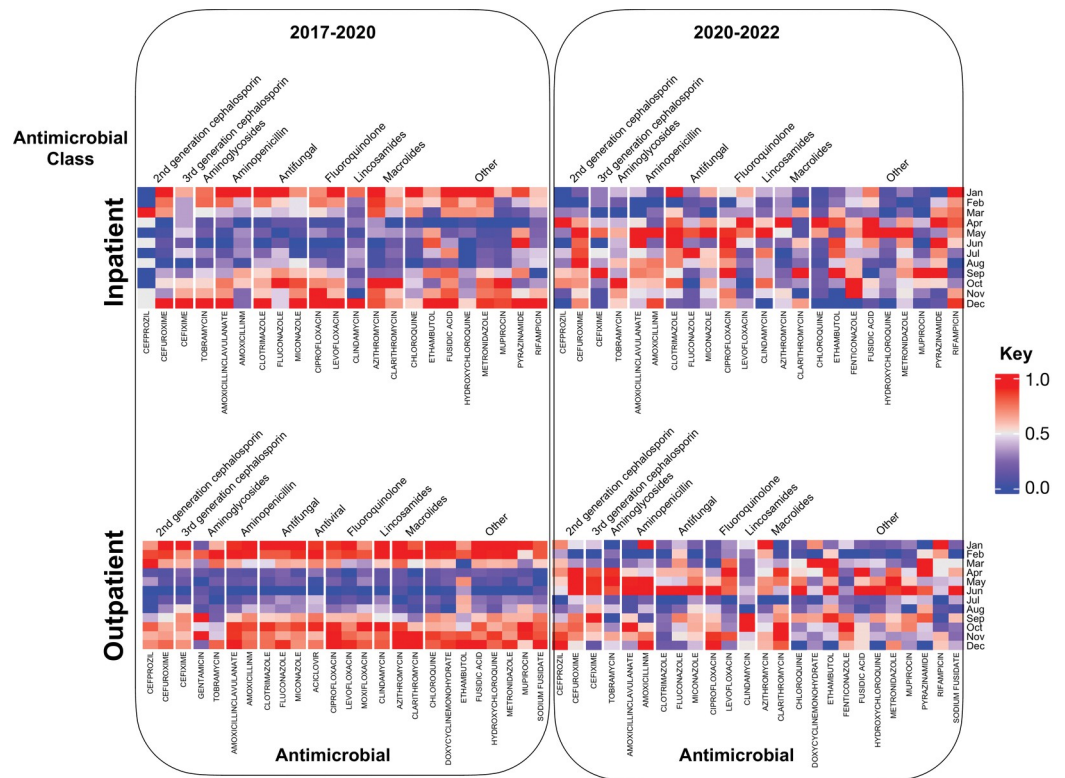 2017-2020
2020-2022
Antimicrobial
Class
2nd generation cephalosporin
3rd generation cephalosporin
Aminoglycosides
Aminopenicillin
Antifungal
Fluoroquinolone
Lincosamides
Macrolides
Other
2nd generation cephalosporin
3rd generation cephalosporin
Aminoglycosides
Aminopenicillin
Antifungal
Fluoroquinolone
Lincosamides
Macrolides
Other
Inpatient
Jan
Feb
Mar
Apr
May
Jun
Jul
Aug
Sep
Oct
Nov
Dec
CEFPROZIL
CEFUROXIME
CEFIXIME
TOBRAMYCIN
AMOXICILLINCLAVULANATE
AMOXICILLINM
CLOTRIMAZOLE
FLUCONAZOLE
MICONAZOLE
CIPROFLOXACIN
LEVOFLOXACIN
CLINDAMYCIN
AZITHROMYCIN
CLARITHROMYCIN
CHLOROQUINE
ETHAMBUTOL
FUSIDIC ACID
HYDROXYCHLOROQUINE
METRONIDAZOLE
MUPIROCIN
PYRAZINAMIDE
RIFAMPICIN
CEFPROZIL
CEFUROXIME
CEFIXIME
TOBRAMYCIN
AMOXICILLINCLAVULANATE
AMOXICILLINM
CLOTRIMAZOLE
FLUCONAZOLE
MICONAZOLE
CIPROFLOXACIN
LEVOFLOXACIN
CLINDAMYCIN
AZITHROMYCIN
CLARITHROMYCIN
CHLOROQUINE
ETHAMBUTOL
FENTICONAZOLE
FUSIDIC ACID
HYDROXYCHLOROQUINE
METRONIDAZOLE
MUPIROCIN
PYRAZINAMIDE
RIFAMPICIN
Key
1.0
0.5
0.0
2nd generation cephalosporin
3rd generation cephalosporin
Aminoglycosides
Aminopenicillin
Antifungal
Antiviral
Fluoroquinolone
Lincosamides
Macrolides
Other
2nd generation cephalosporin
3rd generation cephalosporin
Aminoglycosides
Aminopenicillin
Antifungal
Fluoroquinolone
Lincosamides
Macrolides
Other
Outpatient
Jan
Feb
Mar
Apr
May
Jun
Jul
Aug
Sep
Oct
Nov
Dec
CEFPROZIL
CEFUROXIME
CEFIXIME
GENTAMICIN
TOBRAMYCIN
AMOXICILLINCLAVULANATE
AMOXICILLINM
CLOTRIMAZOLE
FLUCONAZOLE
MICONAZOLE
ACICLOVIR
CIPROFLOXACIN
LEVOFLOXACIN
MOXIFLOXACIN
CLINDAMYCIN
AZITHROMYCIN
CLARITHROMYCIN
CHLOROQUINE
DOXYCYCLINEMONOHYDRATE
ETHAMBUTOL
FUSIDIC ACID
HYDROXYCHLOROQUINE
METRONIDAZOLE
MUPIROCIN
SODIUM FUSIDATE
CEFPROZIL
CEFUROXIME
CEFIXIME
TOBRAMYCIN
AMOXICILLINCLAVULANATE
AMOXICILLINM
CLOTRIMAZOLE
FLUCONAZOLE
MICONAZOLE
CIPROFLOXACIN
LEVOFLOXACIN
CLINDAMYCIN
AZITHROMYCIN
CLARITHROMYCIN
CHLOROQUINE
DOXYCYCLINEMONOHYDRATE
ETHAMBUTOL
FENTICONAZOLE
FUSIDIC ACID
HYDROXYCHLOROQUINE
METRONIDAZOLE
MUPIROCIN
PYRAZINAMIDE
RIFAMPICIN
SODIUM FUSIDATE
Antimicrobial
Antimicrobial